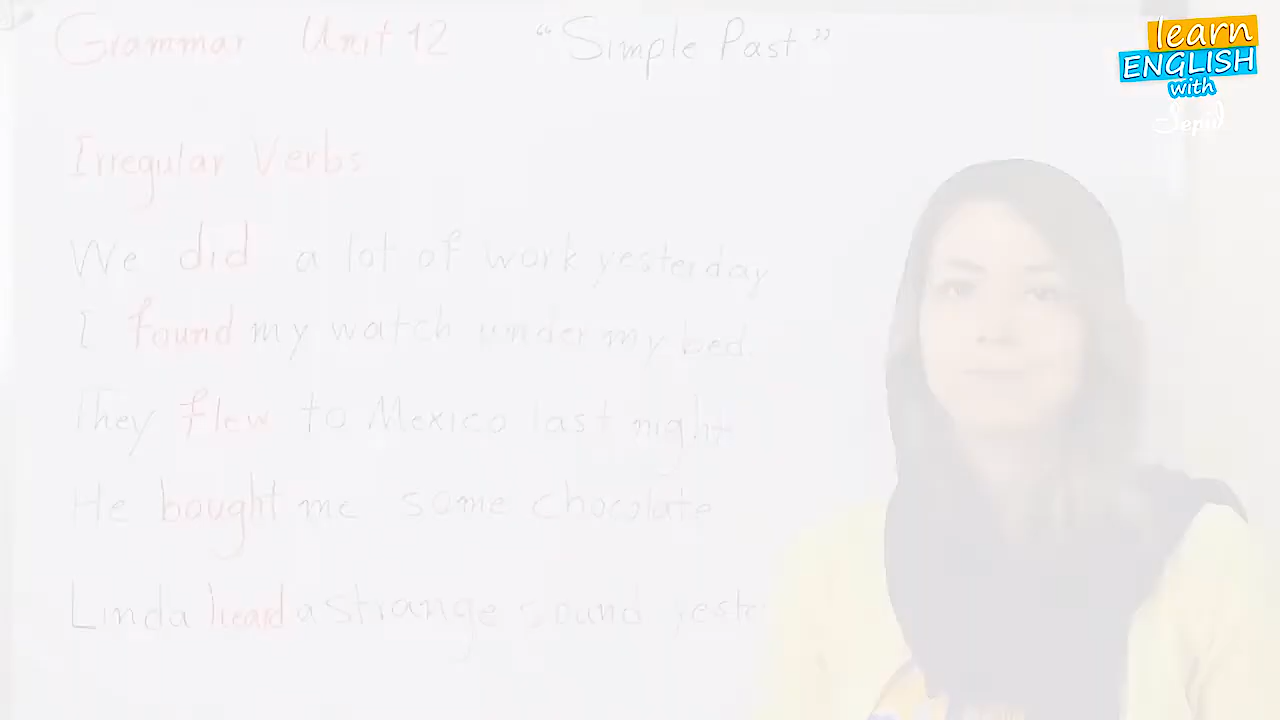 Grammar Unit 12 "Simple Past"
learn
ENGLISH
with
Sepid
Irregular Verbs
We did a lot of work yesterday
I found my watch under my bed.
They flew to Mexico last night
He bought me some chocolate
Linda heard a strange sound